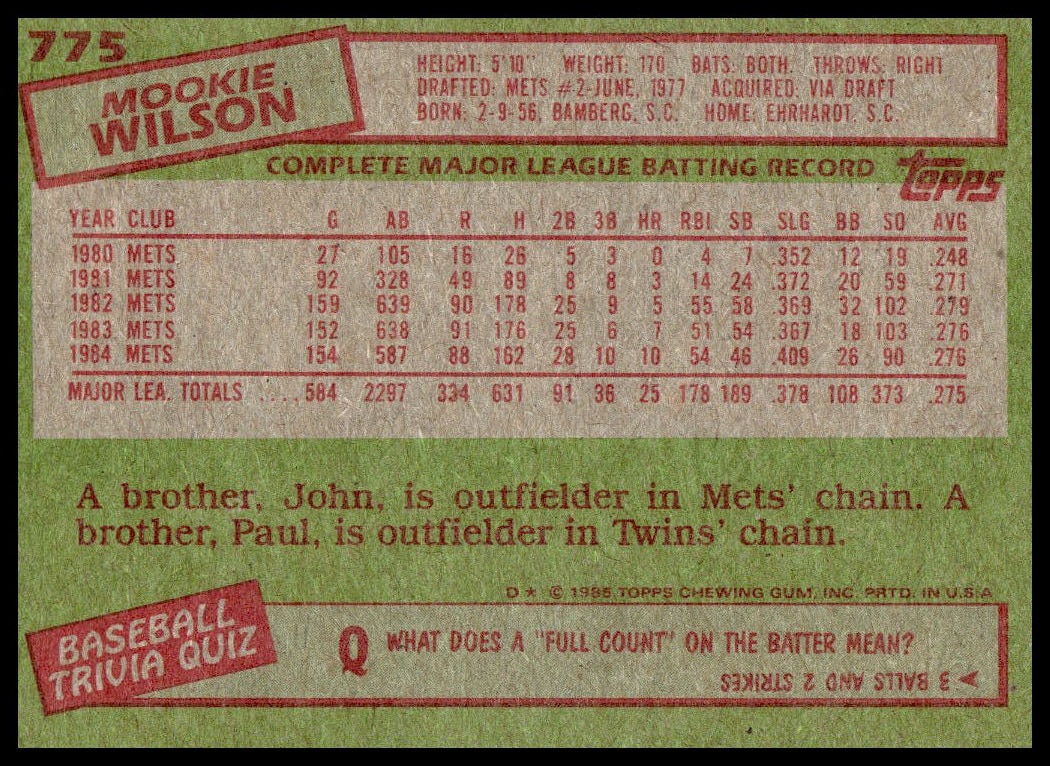 775
MOOKIE
WILSON
HEIGHT: 5'10" WEIGHT: 170 BATS: BOTH. THROWS: RIGHT
DRAFTED: METS #2-JUNE, 1977 ACQUIRED: VIA DRAFT
BORN: 2-9-56, BAMBERG, S.C. HOME: EHRHARDT, S.C.
COMPLETE MAJOR LEAGUE BATTING RECORD
topps
YEAR CLUB G AB R H 2B 3B HR RBI SB SLG BB SO AVG
1980 METS 27 105 16 26 5 3 0 4 7 .352 12 19 .248
1981 METS 92 328 49 89 8 8 3 14 24 .372 20 59 .271
1982 METS 159 639 90 178 25 9 5 55 58 .369 32 102 .279
1983 METS 152 638 91 176 25 6 7 51 54 .367 18 103 .276
1984 METS 154 587 88 162 28 10 10 54 46 .409 26 90 .276
MAJOR LEA. TOTALS .... 584 2297 334 631 91 36 25 178 189 .378 108 373 .275
A brother, John, is outfielder in Mets' chain. A
brother, Paul, is outfielder in Twins' chain.
D * © 1985 TOPPS CHEWING GUM, INC. PRTD. IN U.S.A
BASEBALL
TRIVIA QUIZ
Q WHAT DOES A "FULL COUNT" ON THE BATTER MEAN?
➤ 3 BALLS AND 2 STRIKES